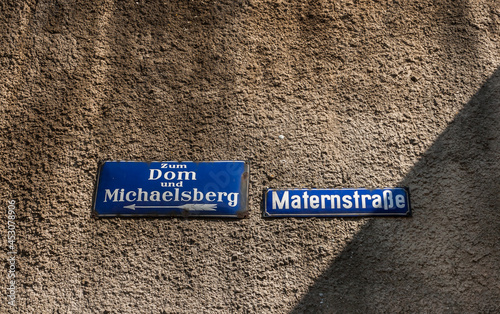 Zum
Dom
und
Michaelsberg
Maternstraße